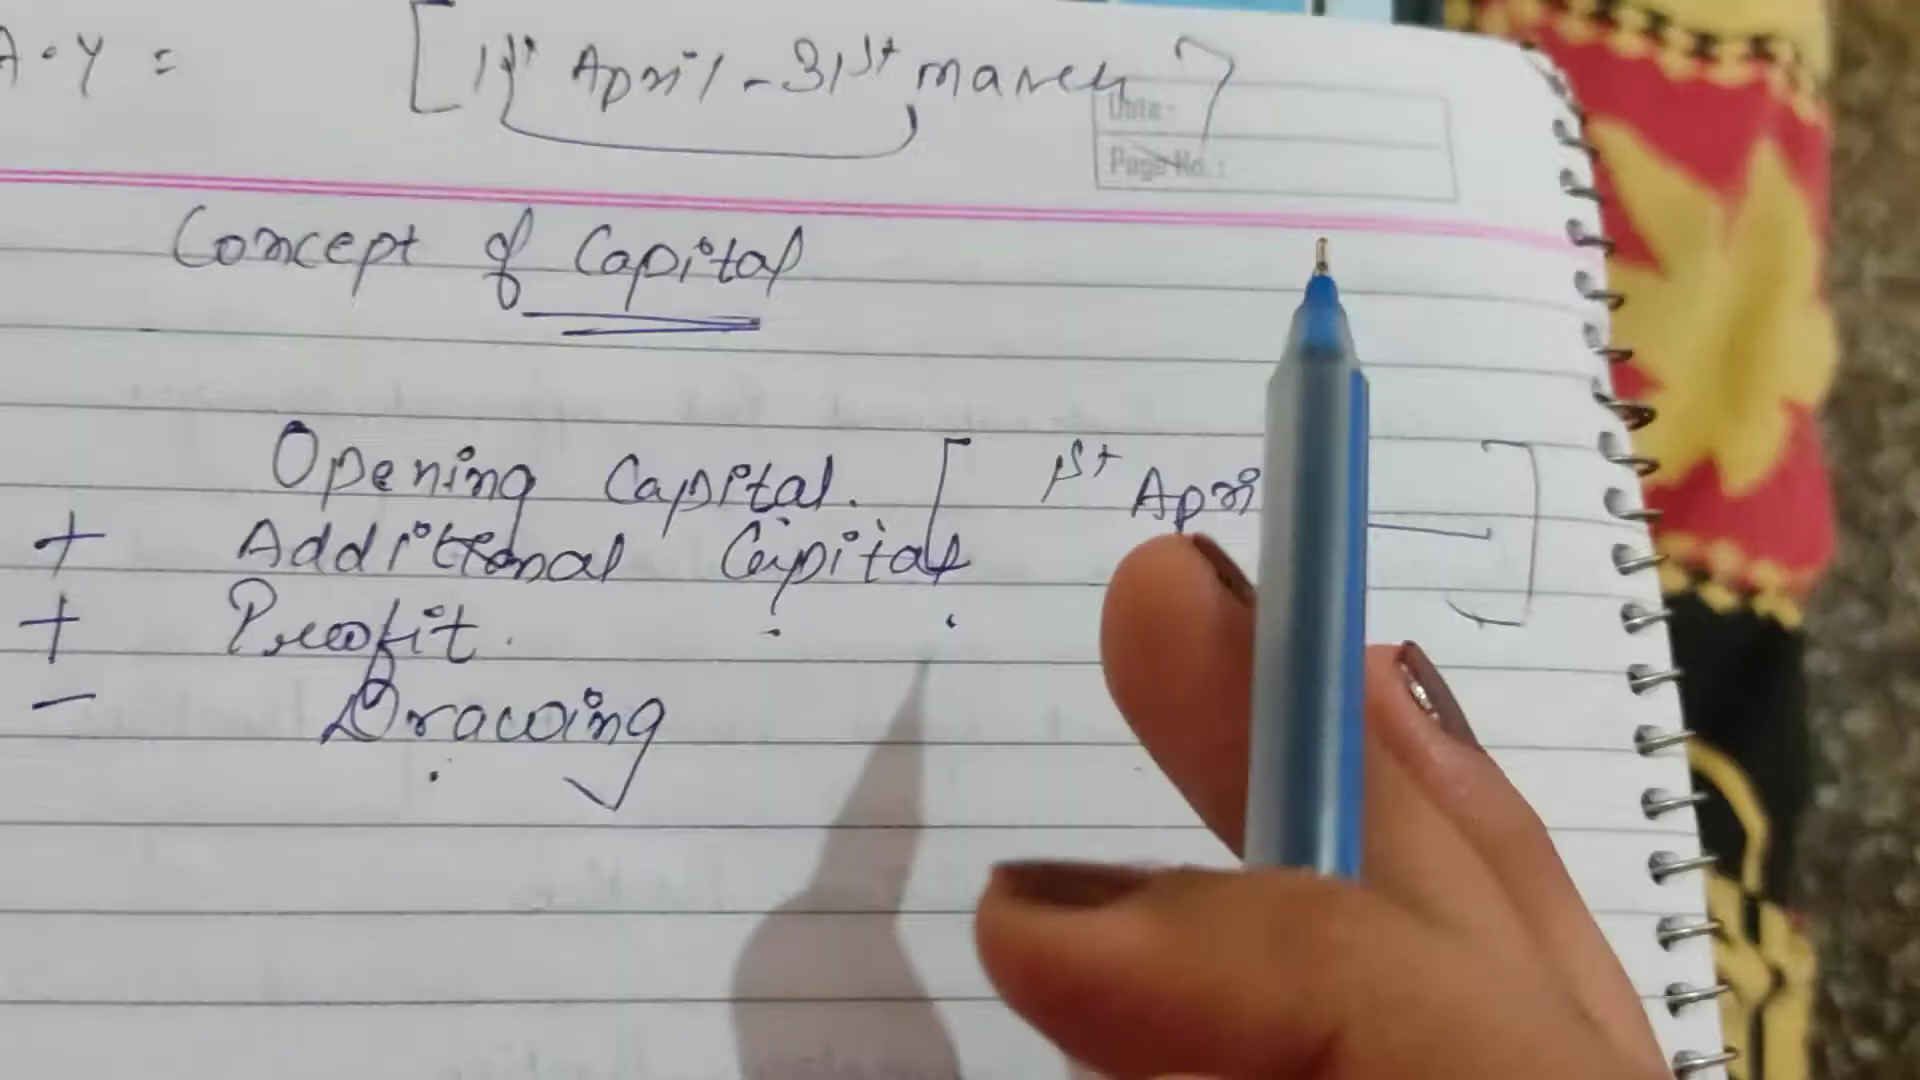 A.Y = [1st April - 31st march]
Date:
Page No.:
Concept of Capital
Opening Capital. [ 1st Apri
+ Additional Capital
+ Profit.
- Drawing